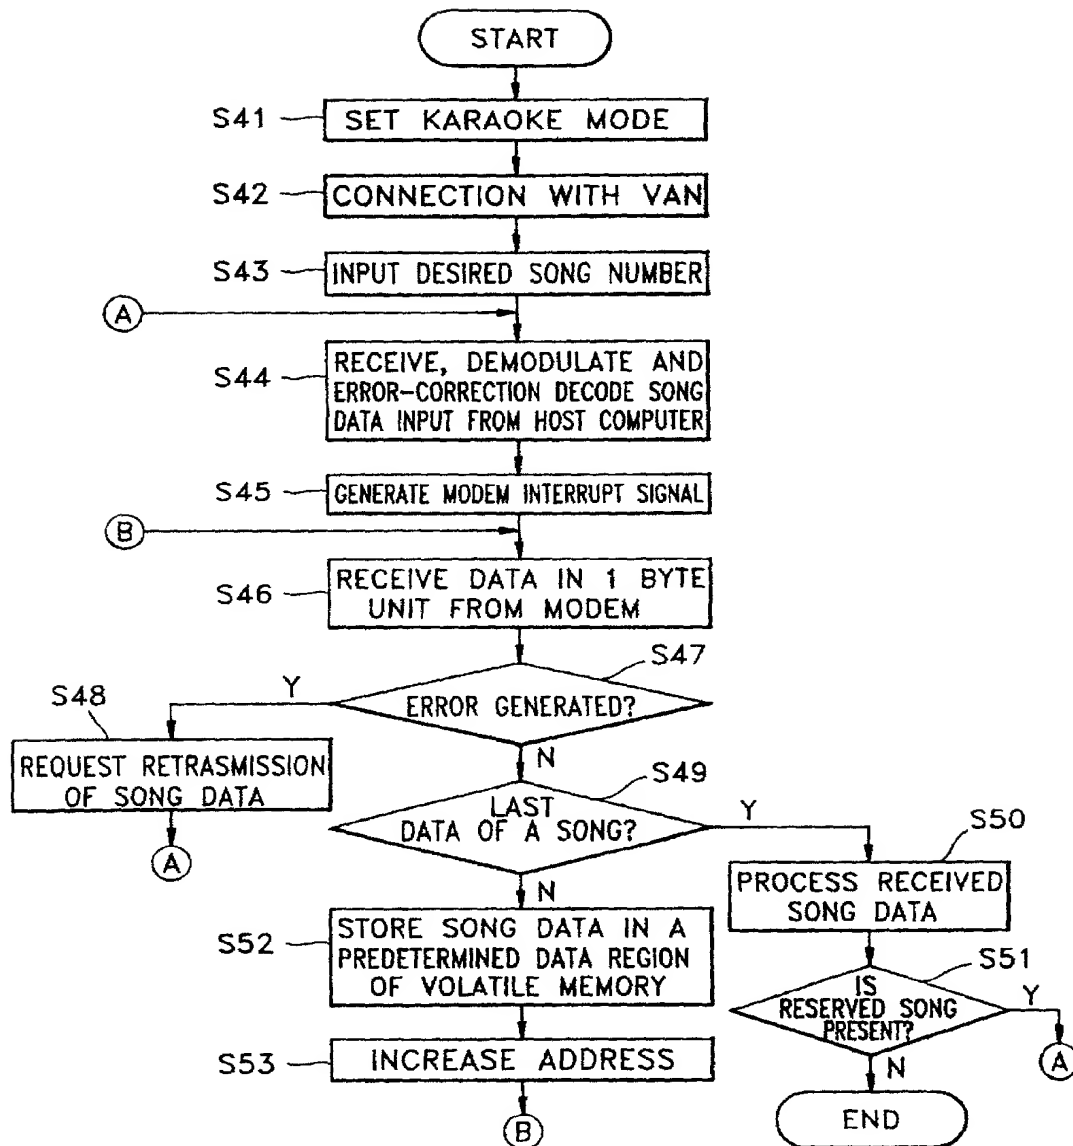 START
S41
SET KARAOKE MODE
S42
CONNECTION WITH VAN
S43
INPUT DESIRED SONG NUMBER
A
S44
RECEIVE, DEMODULATE AND
ERROR-CORRECTION DECODE SONG
DATA INPUT FROM HOST COMPUTER
S45
GENERATE MODEM INTERRUPT SIGNAL
B
S46
RECEIVE DATA IN 1 BYTE
UNIT FROM MODEM
S47
ERROR GENERATED?
Y
N
S48
REQUEST RETRASMISSION
OF SONG DATA
A
S49
LAST
DATA OF A SONG?
Y
N
S50
PROCESS RECEIVED
SONG DATA
S51
IS
RESERVED SONG
PRESENT?
Y
A
N
END
S52
STORE SONG DATA IN A
PREDETERMINED DATA REGION
OF VOLATILE MEMORY
S53
INCREASE ADDRESS
B